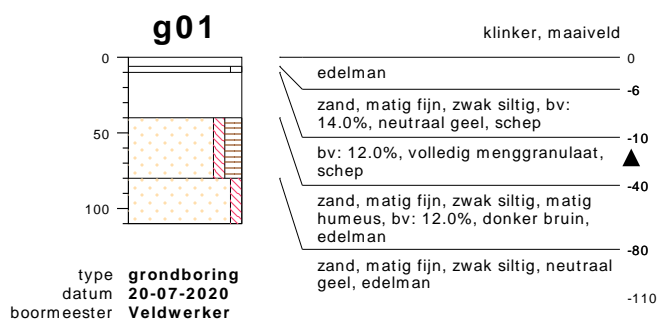 g01
klinker, maaiveld
0
0
edelman
-6
zand, matig fijn, zwak siltig, bv:
14.0%, neutraal geel, schep
-10
bv: 12.0%, volledig menggranulaat,
schep
-40
50
zand, matig fijn, zwak siltig, matig
humeus, bv: 12.0%, donker bruin,
edelman
-80
100
zand, matig fijn, zwak siltig, neutraal
geel, edelman
-110
type grondboring
datum 20-07-2020
boormeester Veldwerker